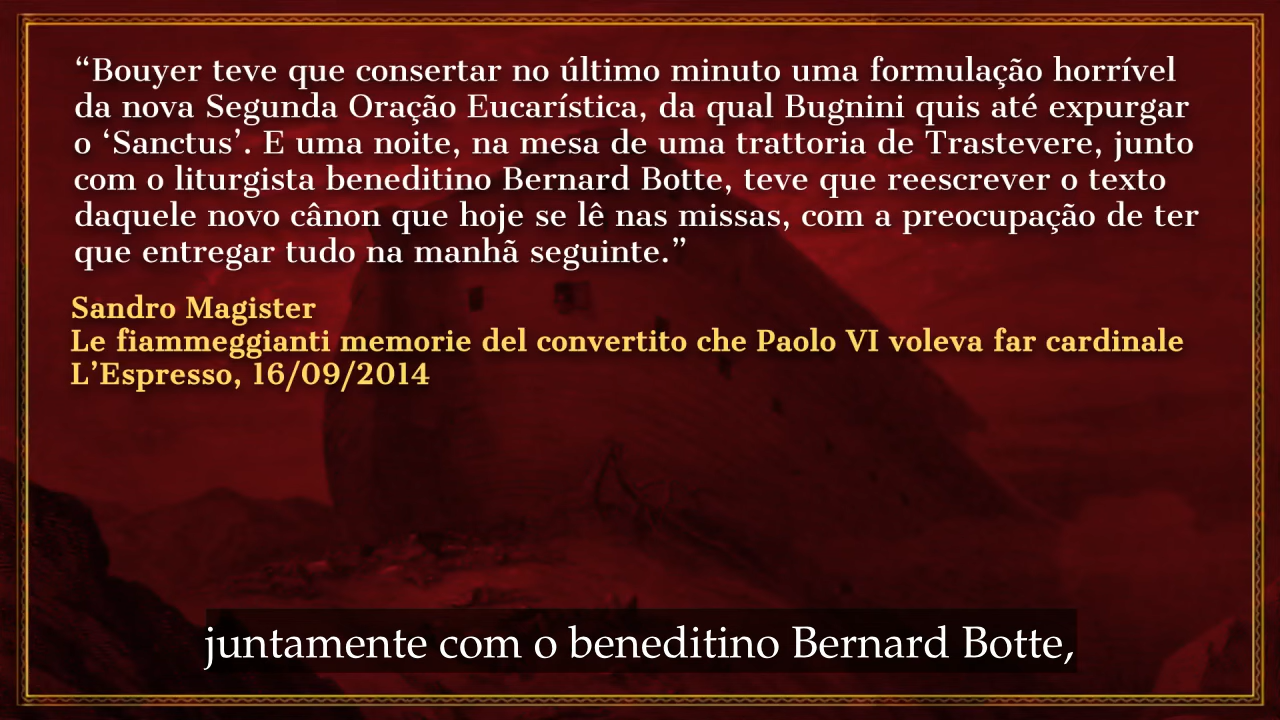 “Bouyer teve que consertar no último minuto uma formulação horrível
da nova Segunda Oração Eucarística, da qual Bugnini quis até expurgar
o ‘Sanctus’. E uma noite, na mesa de uma trattoria de Trastevere, junto
com o liturgista beneditino Bernard Botte, teve que reescrever o texto
daquele novo cânon que hoje se lê nas missas, com a preocupação de ter
que entregar tudo na manhã seguinte.”
Sandro Magister
Le fiammeggianti memorie del convertito che Paolo VI voleva far cardinale
L’Espresso, 16/09/2014
juntamente com o beneditino Bernard Botte,